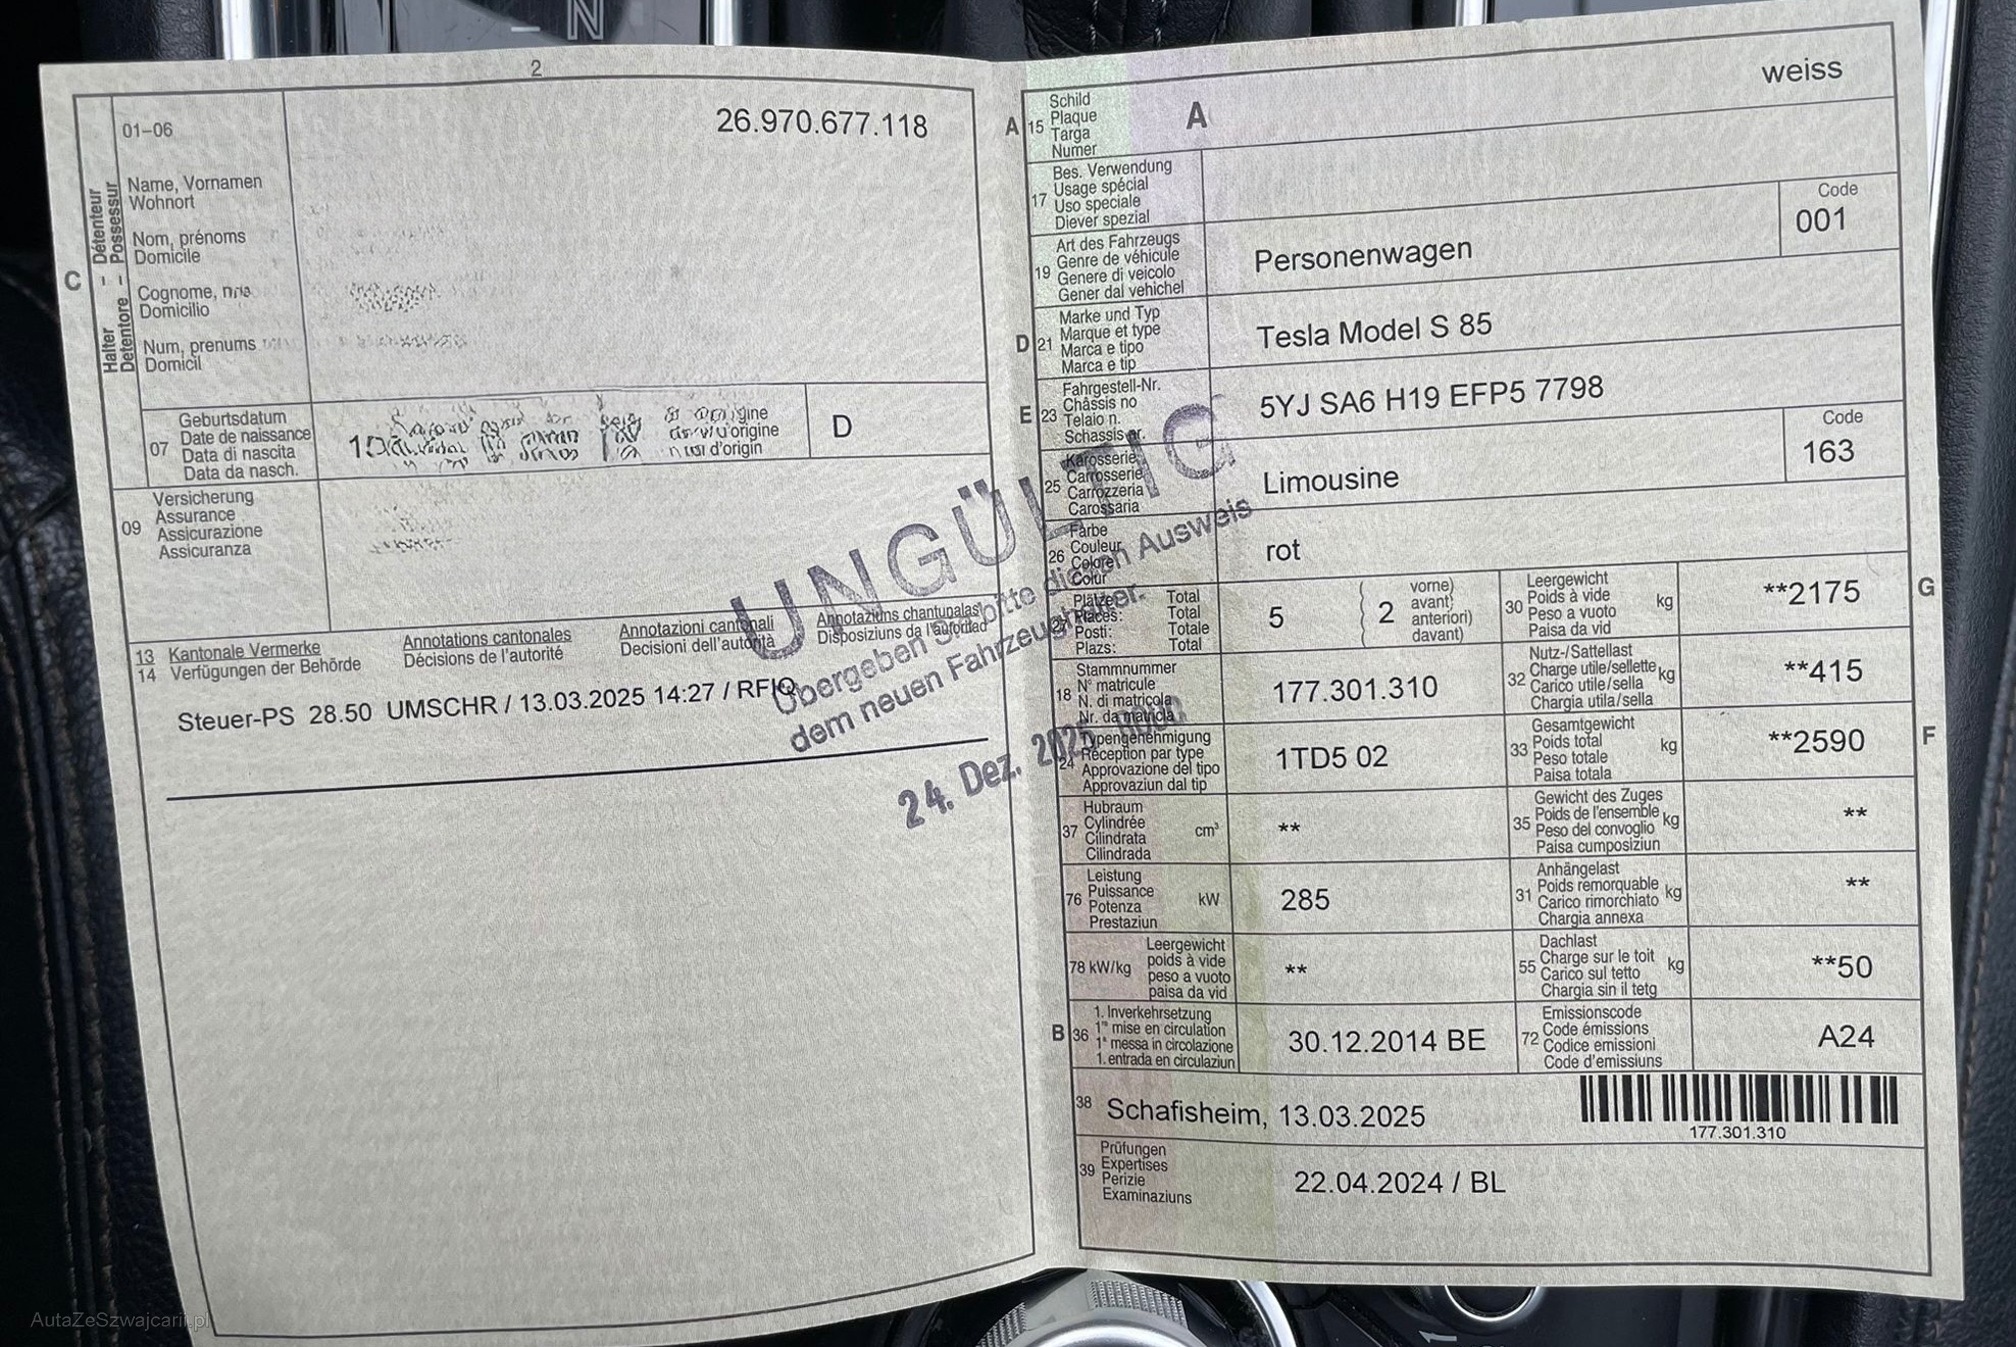 N
2
01–06
26.970.677.118
C
Halter – Détenteur
Detentore – Possessur
Name, Vornamen
Wohnort
Nom, prénoms
Domicile
Cognome,
Domicilio
Num, prenums
Domicil
07
Geburtsdatum
Date de naissance
Data di nascita
Data da nasch.
d'origine
d'origin
D
09
Versicherung
Assurance
Assicurazione
Assicuranza
13 Kantonale Vermerke
14 Verfügungen der Behörde
Annotations cantonales
Décisions de l'autorité
Annotazioni cantonali
Decisioni dell'autorità
Annotaziuns chantunalas
Disposiziuns da l'autoritad
Steuer-PS 28.50 UMSCHR / 13.03.2025 14:27 / RFIO
UNGÜLTIG
Übergeben Sie bitte diesen Ausweis
dem neuen Fahrzeughalter.
24. Dez. 2025
A 15
Schild
Plaque
Targa
Numer
A
weiss
17
Bes. Verwendung
Usage spécial
Uso speciale
Diever spezial
19
Art des Fahrzeugs
Genre de véhicule
Genere di veicolo
Gener dal vehichel
Personenwagen
Code
001
D 21
Marke und Typ
Marque et type
Marca e tipo
Marca e tip
Tesla Model S 85
E 23
Fahrgestell-Nr.
Châssis no
Telaio n.
Schassis nr.
5YJ SA6 H19 EFP5 7798
25
Karosserie
Carrosserie
Carrozzeria
Carossaria
Limousine
Code
163
26
Farbe
Couleur
Colore
Colur
rot
27
Plätze: Total
Places: Total
Posti: Totale
Plazs: Total
5
2
vorne)
avant)
anteriori)
davant)
30
Leergewicht
Poids à vide
Peso a vuoto
Paisa da vid
kg
**2175
G
18
Stammnummer
N° matricule
N. di matricola
Nr. da matricla
177.301.310
32
Nutz-/Sattellast
Charge utile/sellette
Carico utile/sella
Chargia utila/sella
kg
**415
24
Typengenehmigung
Réception par type
Approvazione del tipo
Approvaziun dal tip
1TD5 02
33
Gesamtgewicht
Poids total
Peso totale
Paisa totala
kg
**2590
F
37
Hubraum
Cylindrée
Cilindrata
Cilindrada
cm³
**
35
Gewicht des Zuges
Poids de l'ensemble
Peso del convoglio
Paisa cumposiziun
kg
**
76
Leistung
Puissance
Potenza
Prestaziun
kW
285
31
Anhängelast
Poids remorquable
Carico rimorchiato
Chargia annexa
kg
**
78 kW/kg
Leergewicht
poids à vide
peso a vuoto
paisa da vid
**
55
Dachlast
Charge sur le toit
Carico sul tetto
Chargia sin il tetg
kg
**50
B 36
1. Inverkehrsetzung
1re mise en circulation
1a messa in circolazione
1. entrada en circulaziun
30.12.2014 BE
72
Emissionscode
Code émissions
Codice emissioni
Code d'emissiuns
A24
38 Schafisheim, 13.03.2025
177.301.310
39
Prüfungen
Expertises
Perizie
Examinaziuns
22.04.2024 / BL
AutaZeSzwajcarii.pl